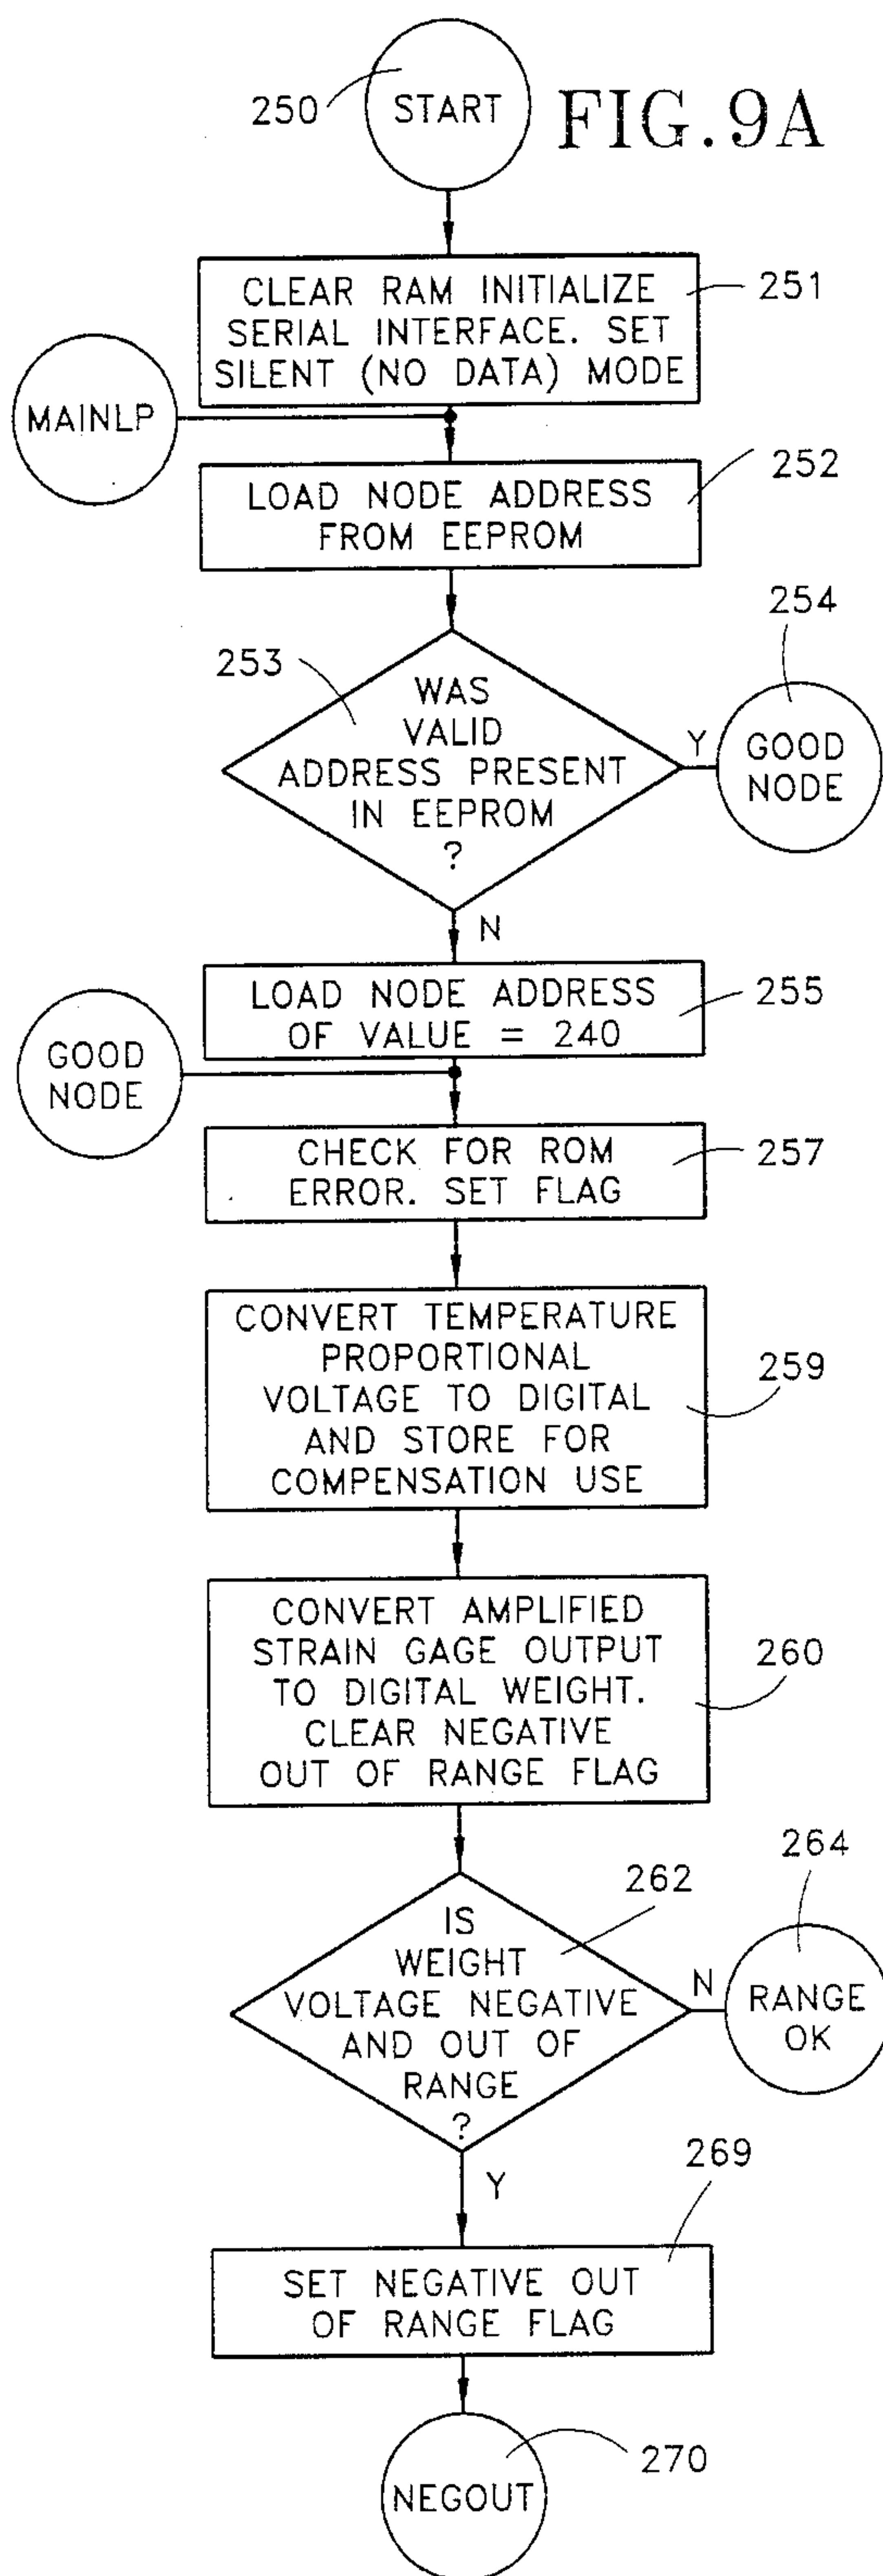 250
START
FIG.9A
CLEAR RAM INITIALIZE
SERIAL INTERFACE. SET
SILENT (NO DATA) MODE
251
MAINLP
LOAD NODE ADDRESS
FROM EEPROM
252
253
WAS
VALID
ADDRESS PRESENT
IN EEPROM
?
Y
254
GOOD
NODE
N
LOAD NODE ADDRESS
OF VALUE = 240
255
GOOD
NODE
CHECK FOR ROM
ERROR. SET FLAG
257
CONVERT TEMPERATURE
PROPORTIONAL
VOLTAGE TO DIGITAL
AND STORE FOR
COMPENSATION USE
259
CONVERT AMPLIFIED
STRAIN GAGE OUTPUT
TO DIGITAL WEIGHT.
CLEAR NEGATIVE
OUT OF RANGE FLAG
260
262
IS
WEIGHT
VOLTAGE NEGATIVE
AND OUT OF
RANGE
?
N
264
RANGE
OK
Y
269
SET NEGATIVE OUT
OF RANGE FLAG
NEGOUT
270